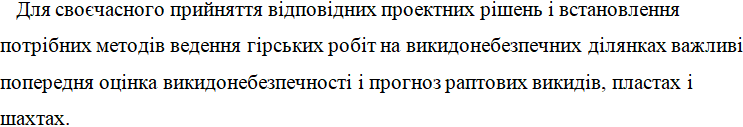 Для своєчасного прийняття відповідних проектних рішень і встановлення
потрібних методів ведення гірських робіт на викидонебезпечних ділянках важливі
попередня оцінка викидонебезпечності і прогноз раптових викидів, пластах і
шахтах.